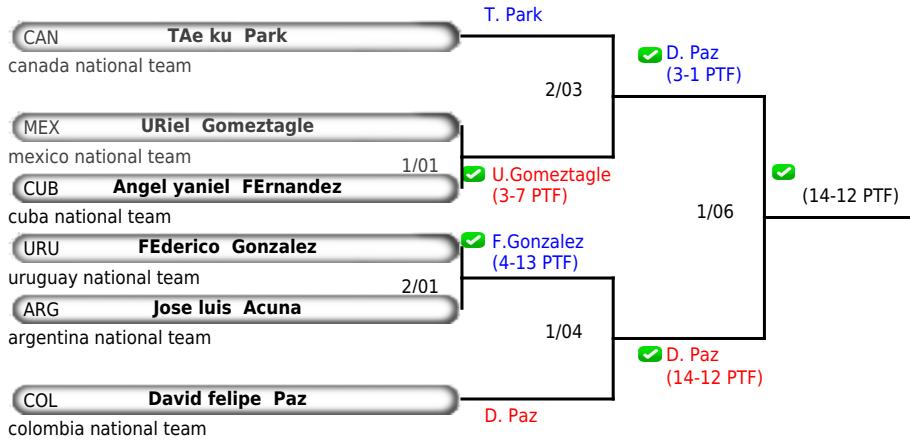 T. Park
CAN TAe ku Park
canada national team
D. Paz
(3-1 PTF)
2/03
MEX URiel Gomeztagle
mexico national team
1/01
U.Gomeztagle
(3-7 PTF)
CUB Angel yaniel FErnandez
cuba national team
(14-12 PTF)
1/06
URU FEderico Gonzalez
uruguay national team
F.Gonzalez
(4-13 PTF)
2/01
ARG Jose luis Acuna
argentina national team
1/04
D. Paz
(14-12 PTF)
COL David felipe Paz
colombia national team
D. Paz